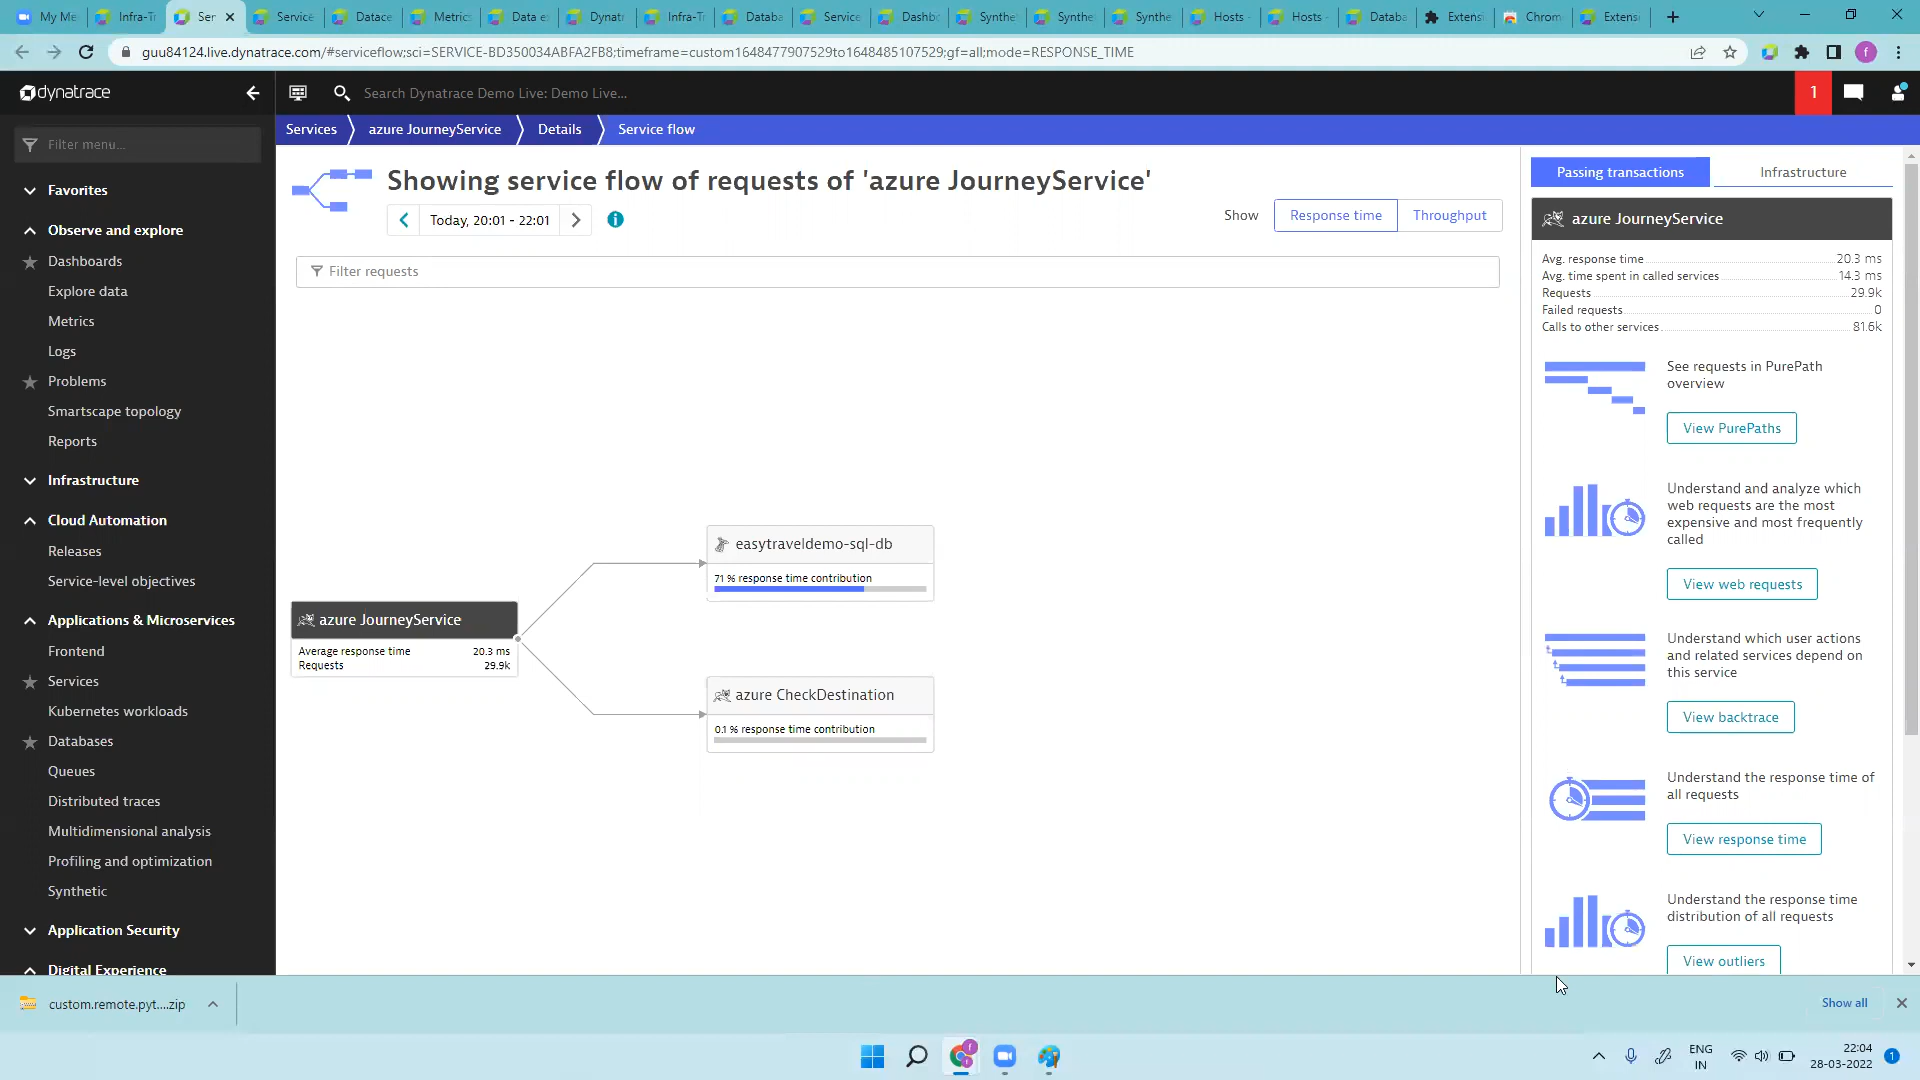 My Me
Infra-T
Ser
Service
Datace
Metric
Data e
Dynatr
Infra-T
Databa
Service
Dashbo
Synthe
Synthe
Synthe
Hosts -
Hosts -
Databa
Extens
Chrom
Extens
guu84124.live.dynatrace.com/#serviceflow;sci=SERVICE-BD350034ABFA2FB8;timeframe=custom1648477907529to1648485107529;gf=all;mode=RESPONSE_TIME
f
dynatrace
Search Dynatrace Demo Live: Demo Live...
1
Filter menu...
Favorites
Observe and explore
Dashboards
Explore data
Metrics
Logs
Problems
Smartscape topology
Reports
Infrastructure
Cloud Automation
Releases
Service-level objectives
Applications & Microservices
Frontend
Services
Kubernetes workloads
Databases
Queues
Distributed traces
Multidimensional analysis
Profiling and optimization
Synthetic
Application Security
Digital Experience
Services
azure JourneyService
Details
Service flow
Showing service flow of requests of 'azure JourneyService'
Today, 20:01 - 22:01
Show
Response time
Throughput
Filter requests
azure JourneyService
Average response time 20.3 ms
Requests 29.9k
easytraveldemo-sql-db
71 % response time contribution
azure CheckDestination
0.1 % response time contribution
Passing transactions
Infrastructure
azure JourneyService
Avg. response time 20.3 ms
Avg. time spent in called services 14.3 ms
Requests 29.9k
Failed requests 0
Calls to other services 81.6k
See requests in PurePath
overview
View PurePaths
Understand and analyze which
web requests are the most
expensive and most frequently
called
View web requests
Understand which user actions
and related services depend on
this service
View backtrace
Understand the response time of
all requests
View response time
Understand the response time
distribution of all requests
View outliers
custom.remote.pyt....zip
Show all
ENG
IN
22:04
28-03-2022
1